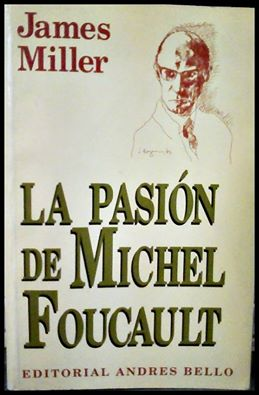 James
Miller
LA PASIÓN
DE MICHEL
FOUCAULT
EDITORIAL ANDRES BELLO